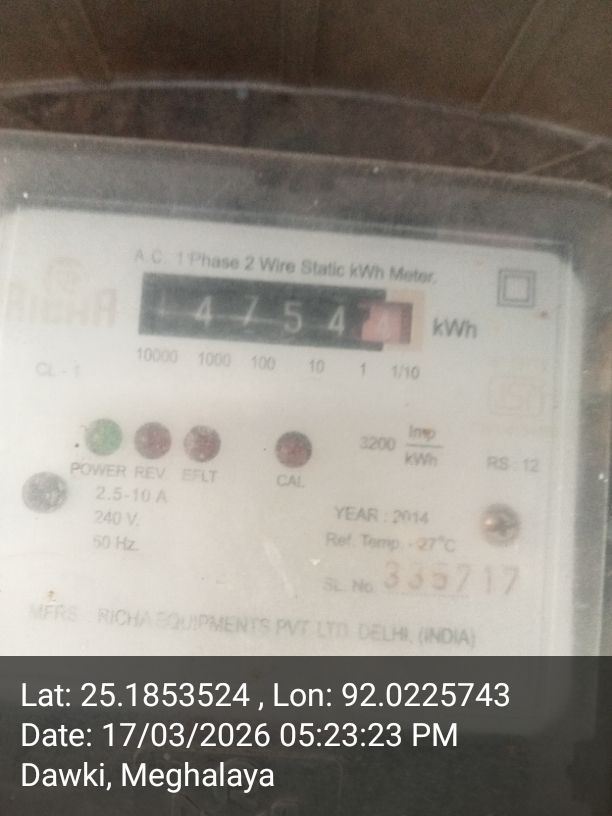 A.C. 1 Phase 2 Wire Static kWh Meter.
1 4 7 5 4 4 kWh
10000 1000 100 10 1 1/10
CL - 1
3200 Imp
kWh
POWER REV EFLT CAL RS : 12
2.5-10 A
240 V.
50 Hz.
YEARː 2014
Ref. Temp. - 27°C
SL. No. 335717
MFRS : RICHA EQUIPMENTS PVT. LTD. DELHI, (INDIA)
Lat: 25.1853524 , Lon: 92.0225743
Date: 17/03/2026 05:23:23 PM
Dawki, Meghalaya